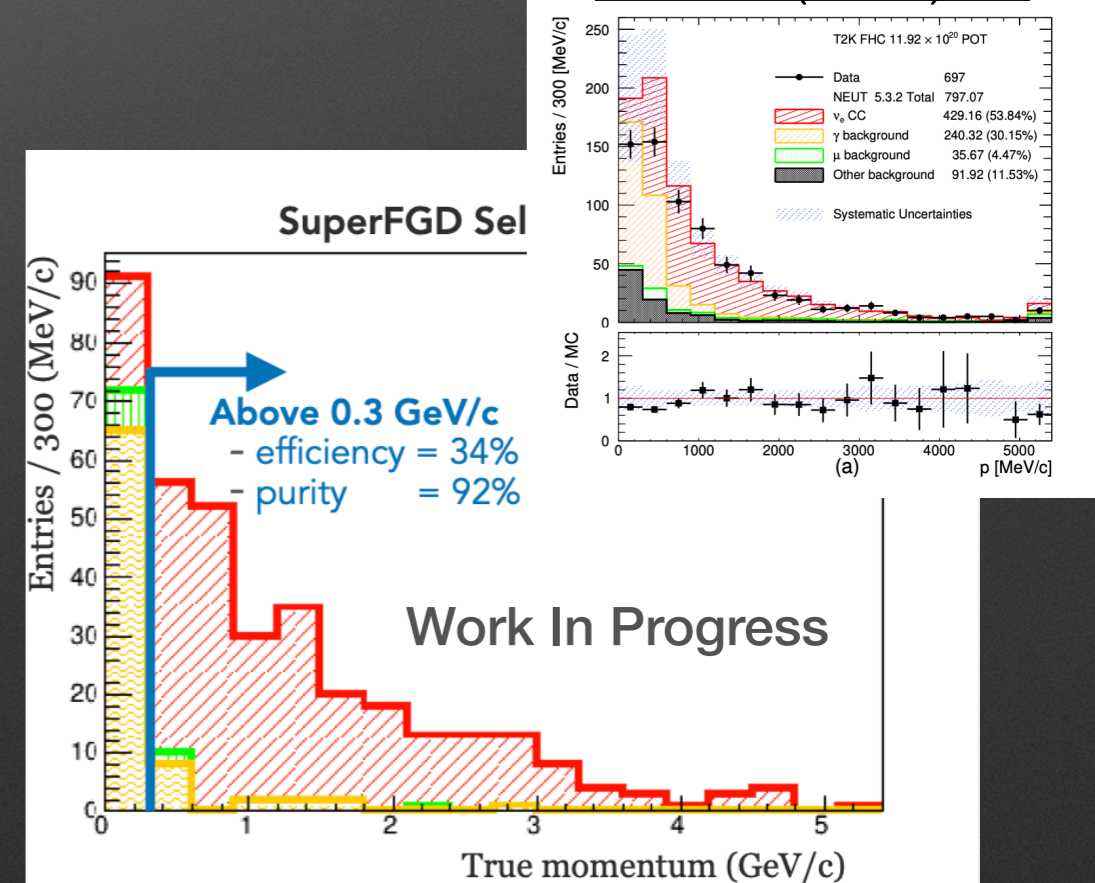 SuperFGD Sel
Entries / 300 (MeV/c)
90
80
70
60
50
40
30
20
10
0
Above 0.3 GeV/c
- efficiency = 34%
- purity = 92%
Work In Progress
0 1 2 3 4 5
True momentum (GeV/c)
T2K FHC 11.92 × 10²⁰ POT
Entries / 300 [MeV/c]
250
200
150
100
50
0
Data 697
NEUT 5.3.2 Total 797.07
νₑ CC 429.16 (53.84%)
γ background 240.32 (30.15%)
μ background 35.67 (4.47%)
Other background 91.92 (11.53%)
Systematic Uncertainties
Data / MC
2
1
0
0 1000 2000 3000 4000 5000
(a) p [MeV/c]